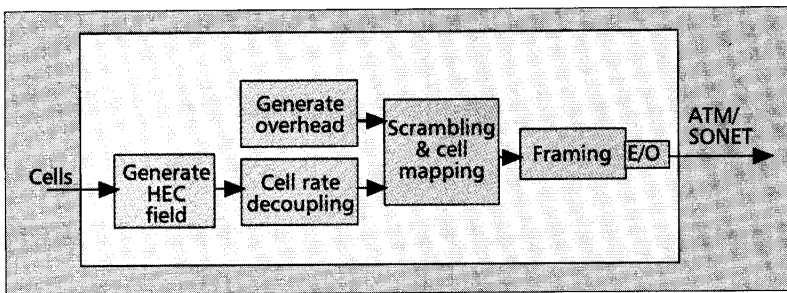 Cells
Generate
HEC
field
Generate
overhead
Cell rate
decoupling
Scrambling
& cell
mapping
Framing
E/O
ATM/
SONET